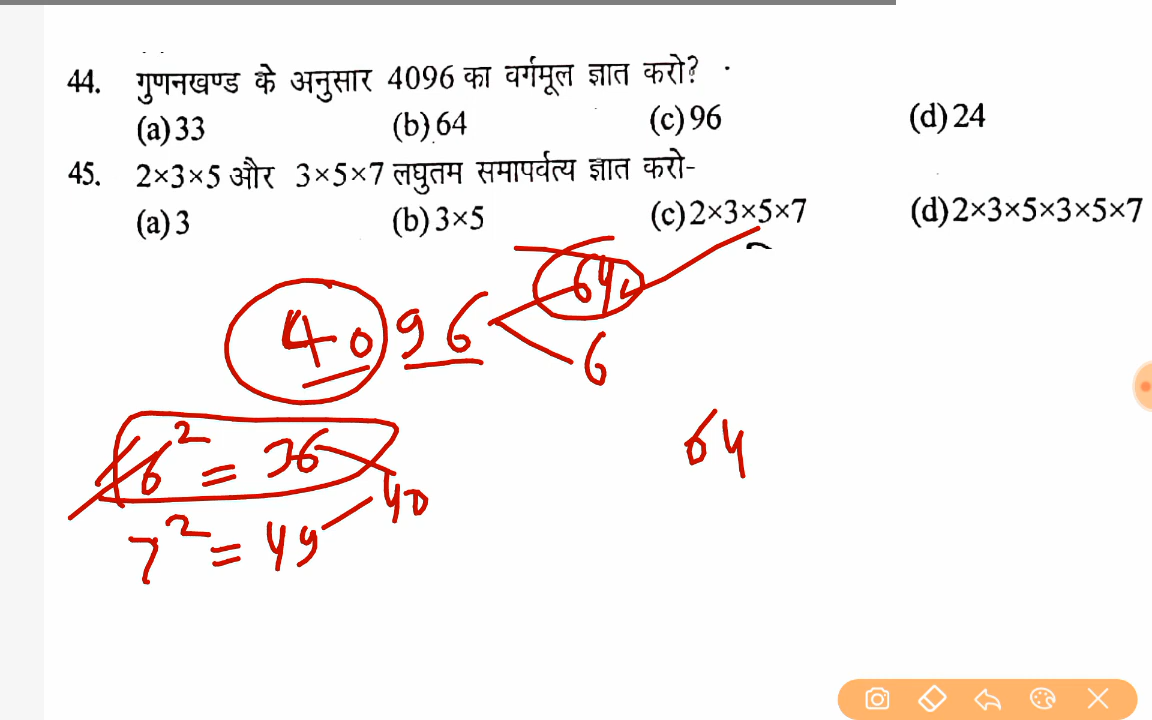 44. गुणनखण्ड के अनुसार 4096 का वर्गमूल ज्ञात करो?
(a) 33 (b) 64 (c) 96 (d) 24
45. 2×3×5 और 3×5×7 लघुतम समापर्वत्य ज्ञात करो-
(a) 3 (b) 3×5 (c) 2×3×5×7 (d) 2×3×5×3×5×7
64
40 96
6
6² = 36
64
40
7² = 49